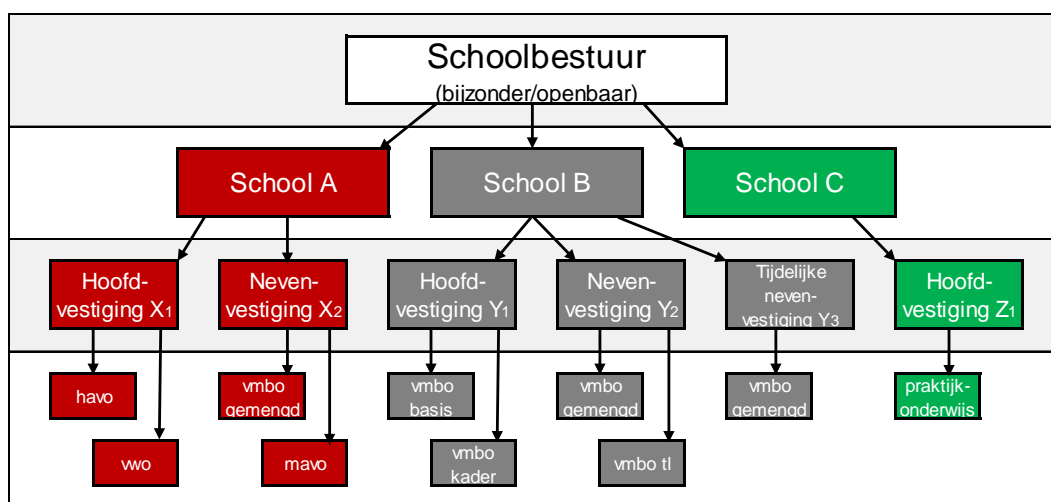 Schoolbestuur
(bijzonder/openbaar)
School A
School B
School C
Hoofd-
vestiging X1
Neven-
vestiging X2
Hoofd-
vestiging Y1
Neven-
vestiging Y2
Tijdelijke
neven-
vestiging Y3
Hoofd-
vestiging Z1
havo
vmbo
gemengd
vmbo
basis
vmbo
gemengd
vmbo
gemengd
praktijk-
onderwijs
vwo
mavo
vmbo
kader
vmbo tl